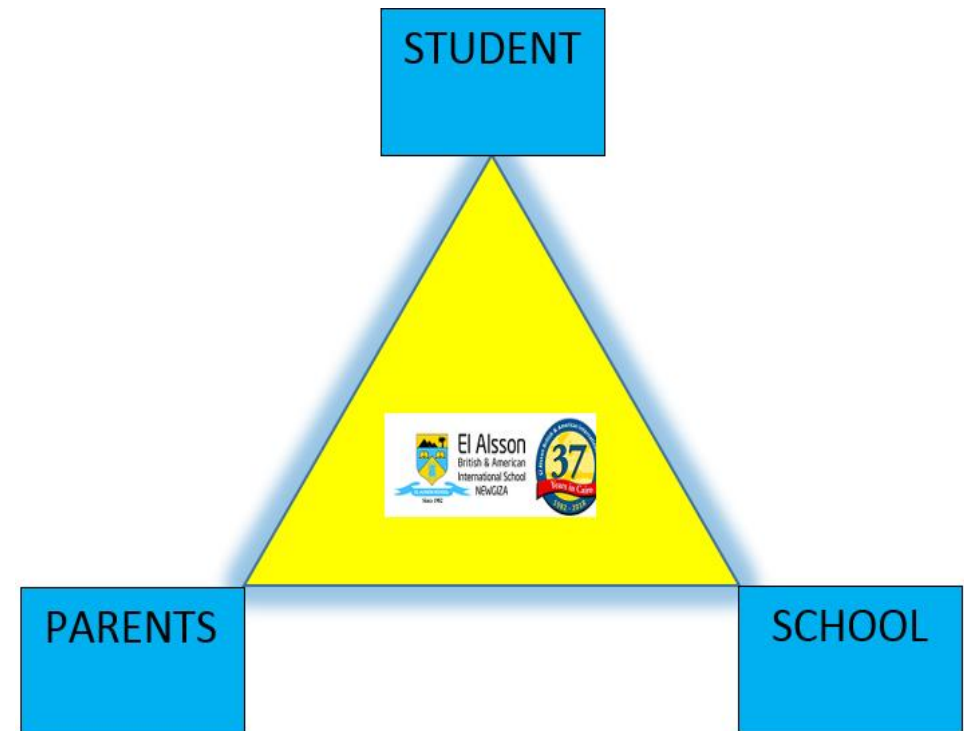 STUDENT
El Alsson
British & American
International School
NEWGIZA
37
Years in Cairo
Since 1982
PARENTS
SCHOOL